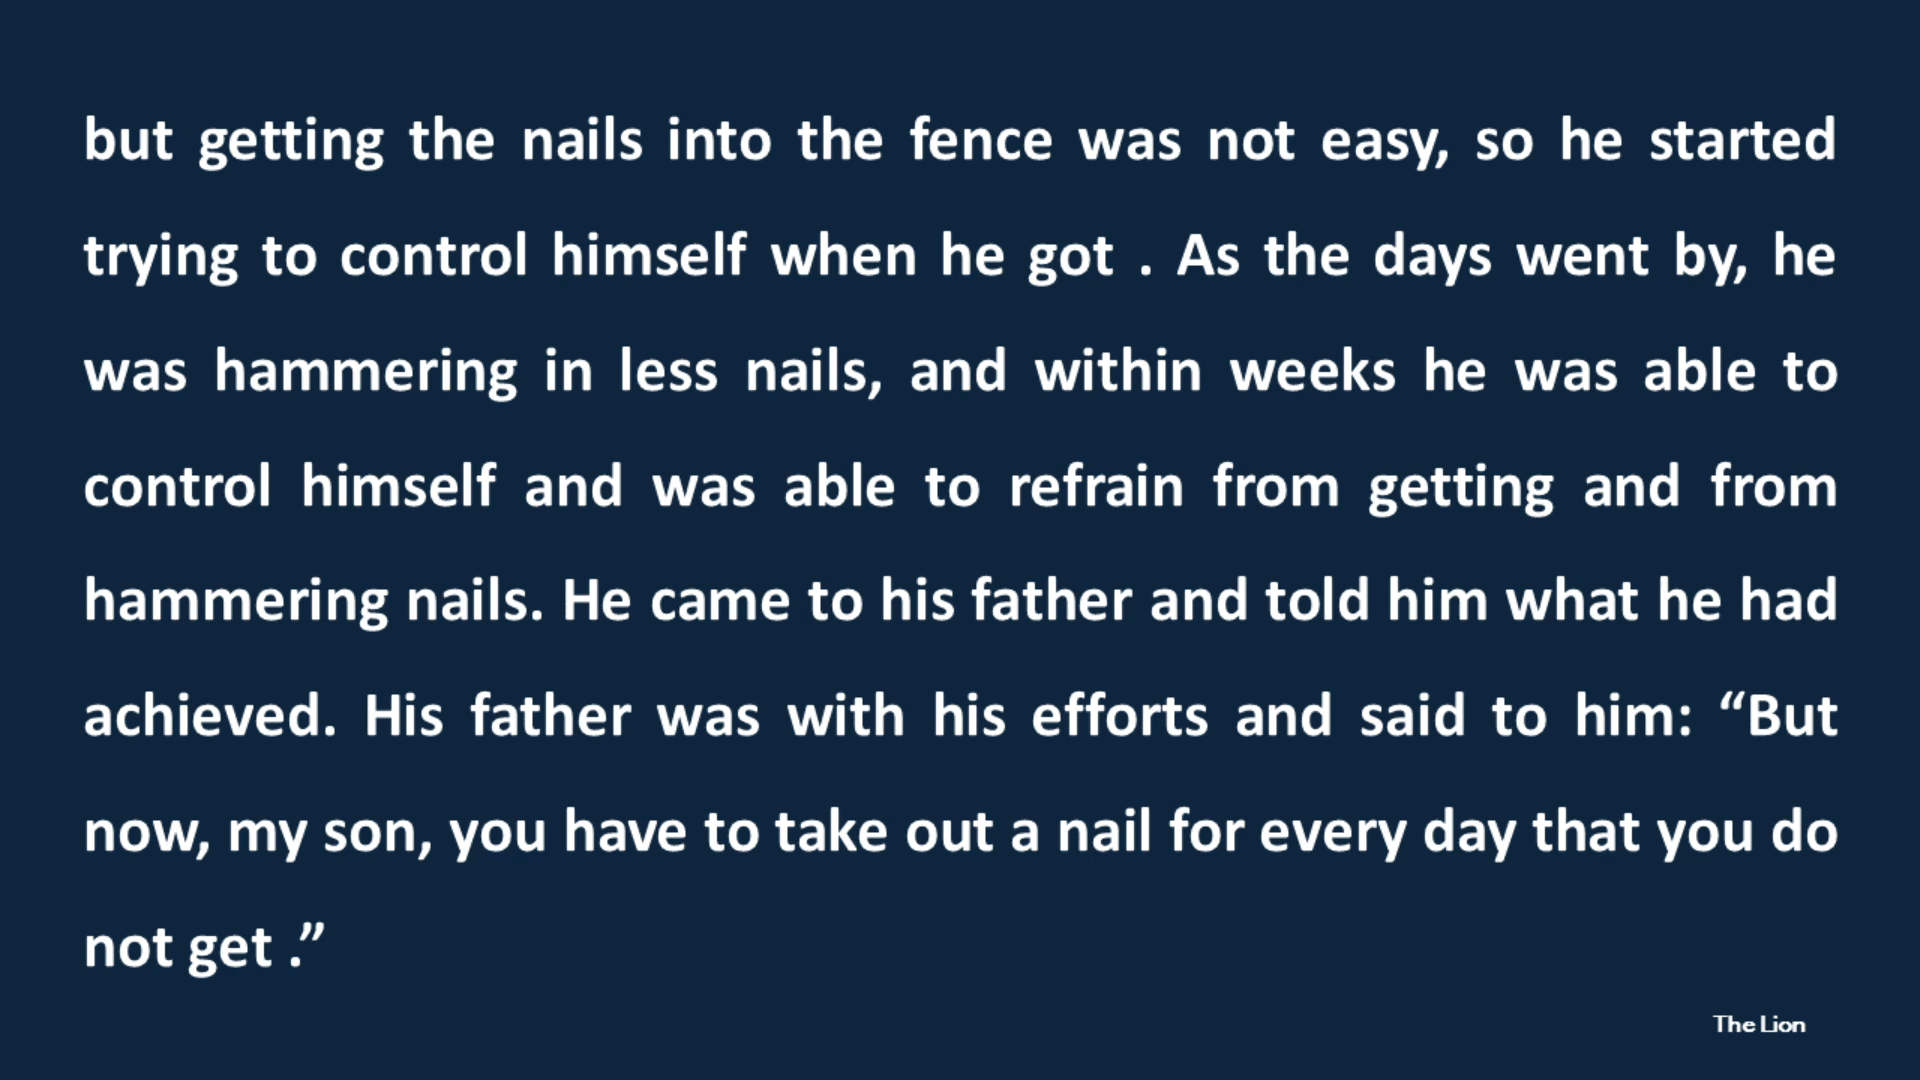 but getting the nails into the fence was not easy, so he started
trying to control himself when he got . As the days went by, he
was hammering in less nails, and within weeks he was able to
control himself and was able to refrain from getting and from
hammering nails. He came to his father and told him what he had
achieved. His father was with his efforts and said to him: “But
now, my son, you have to take out a nail for every day that you do
not get .”
The Lion